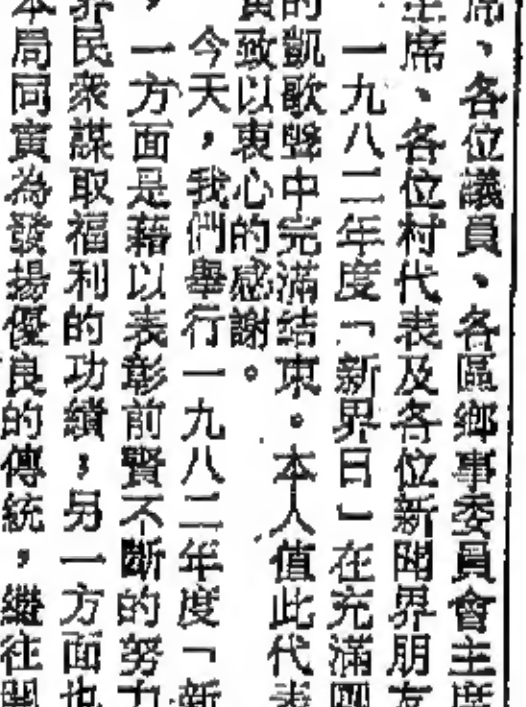 席、各位議員、各區鄉事委員會主席
主席、各位村代表及各位新聞界朋友
一九八二年度「新界日」在充滿
的凱歌聲中完滿結束。本人值此代表
致以衷心的感謝。
今天，我們舉行一九八二年度「新
，一方面是藉以表彰前賢不斷的努力
界民衆謀取福利的功績；另一方面也
本局同寅為發揚優良的傳統，繼往開